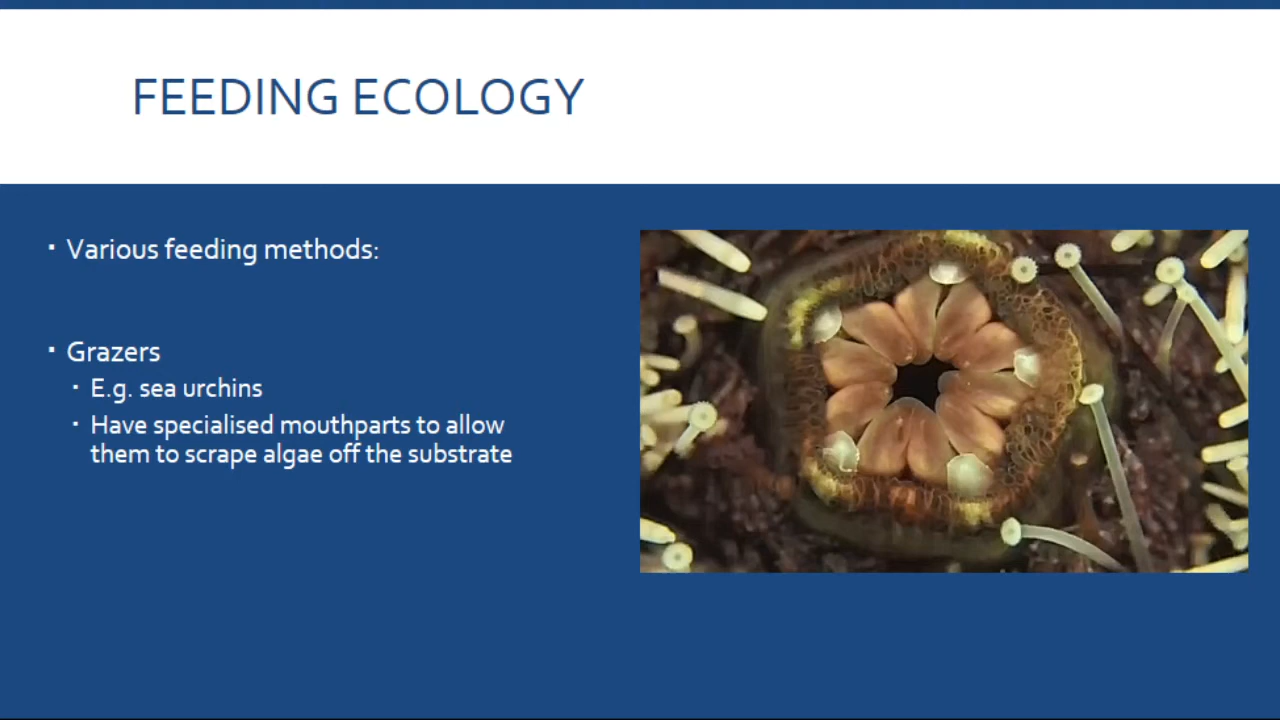 FEEDING ECOLOGY
▪ Various feeding methods:
▪ Grazers
▪ E.g. sea urchins
▪ Have specialised mouthparts to allow
them to scrape algae off the substrate